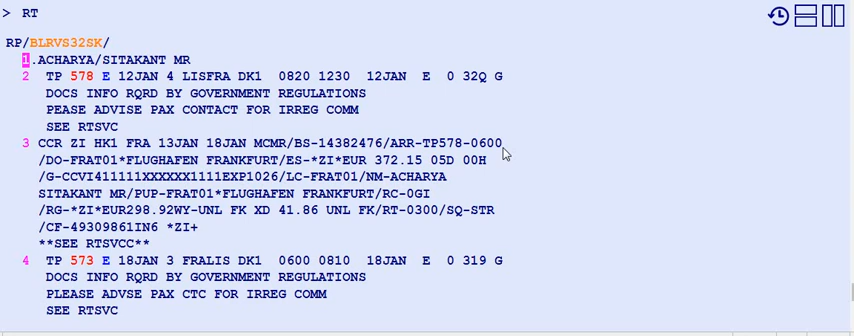 > RT
RP/BLRVS32SK/
1.ACHARYA/SITAKANT MR
2 TP 578 E 12JAN 4 LISFRA DK1 0820 1230 12JAN E 0 32Q G
DOCS INFO RQRD BY GOVERNMENT REGULATIONS
PEASE ADVISE PAX CONTACT FOR IRREG COMM
SEE RTSVC
3 CCR ZI HK1 FRA 13JAN 18JAN MCMR/BS-14382476/ARR-TP578-0600
/DO-FRAT01*FLUGHAFEN FRANKFURT/ES-*ZI*EUR 372.15 05D 00H
/G-CCVI411111XXXXXX1111EXP1026/LC-FRAT01/NM-ACHARYA
SITAKANT MR/PUP-FRAT01*FLUGHAFEN FRANKFURT/RC-0GI
/RG-*ZI*EUR298.92WY-UNL FK XD 41.86 UNL FK/RT-0300/SQ-STR
/CF-49309861IN6 *ZI+
**SEE RTSVCC**
4 TP 573 E 18JAN 3 FRALIS DK1 0600 0810 18JAN E 0 319 G
DOCS INFO RQRD BY GOVERNMENT REGULATIONS
PLEASE ADVSE PAX CTC FOR IRREG COMM
SEE RTSVC